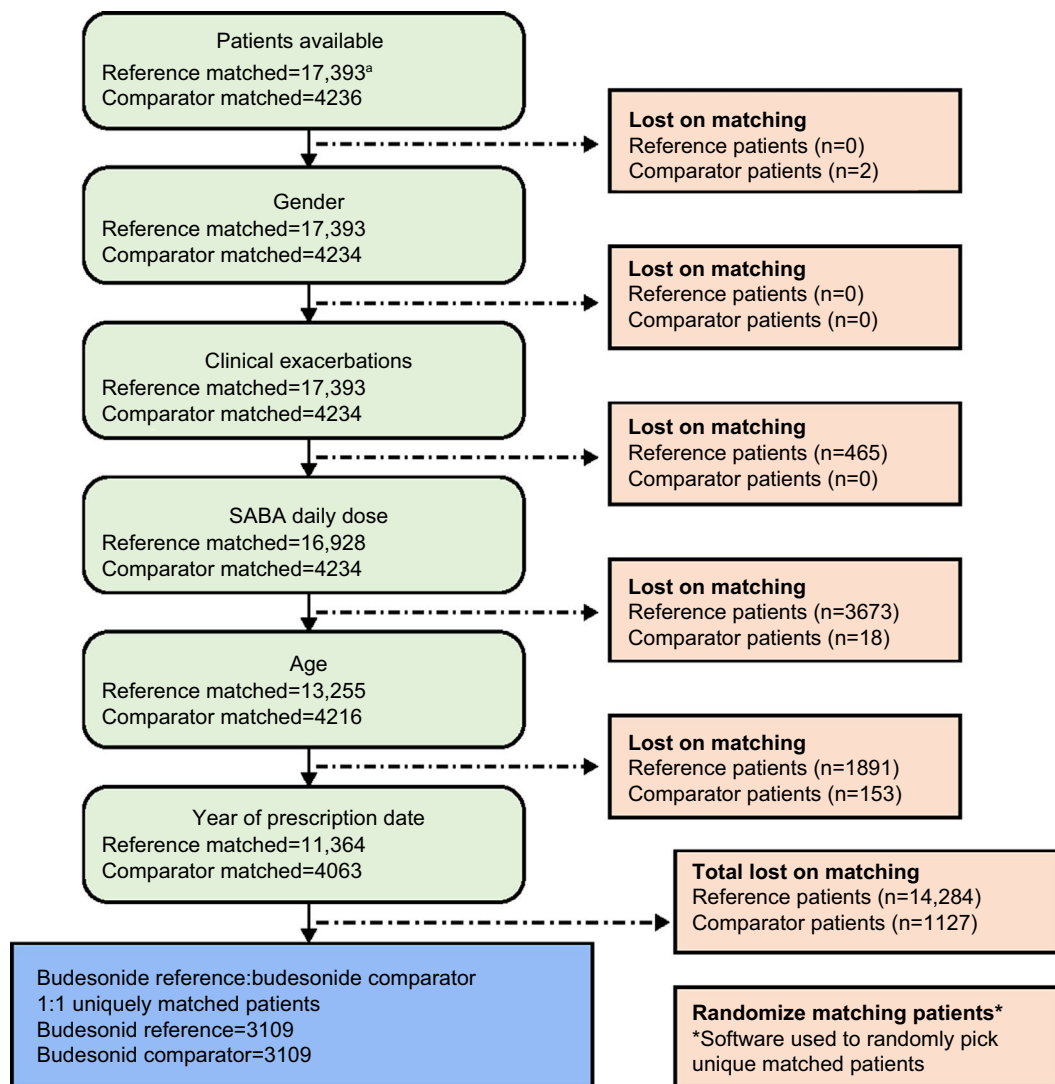 Patients available
Reference matched=17,393ᵃ
Comparator matched=4236
Lost on matching
Reference patients (n=0)
Comparator patients (n=2)
Gender
Reference matched=17,393
Comparator matched=4234
Lost on matching
Reference patients (n=0)
Comparator patients (n=0)
Clinical exacerbations
Reference matched=17,393
Comparator matched=4234
Lost on matching
Reference patients (n=465)
Comparator patients (n=0)
SABA daily dose
Reference matched=16,928
Comparator matched=4234
Lost on matching
Reference patients (n=3673)
Comparator patients (n=18)
Age
Reference matched=13,255
Comparator matched=4216
Lost on matching
Reference patients (n=1891)
Comparator patients (n=153)
Year of prescription date
Reference matched=11,364
Comparator matched=4063
Total lost on matching
Reference patients (n=14,284)
Comparator patients (n=1127)
Budesonide reference:budesonide comparator
1:1 uniquely matched patients
Budesonid reference=3109
Budesonid comparator=3109
Randomize matching patients*
*Software used to randomly pick
unique matched patients